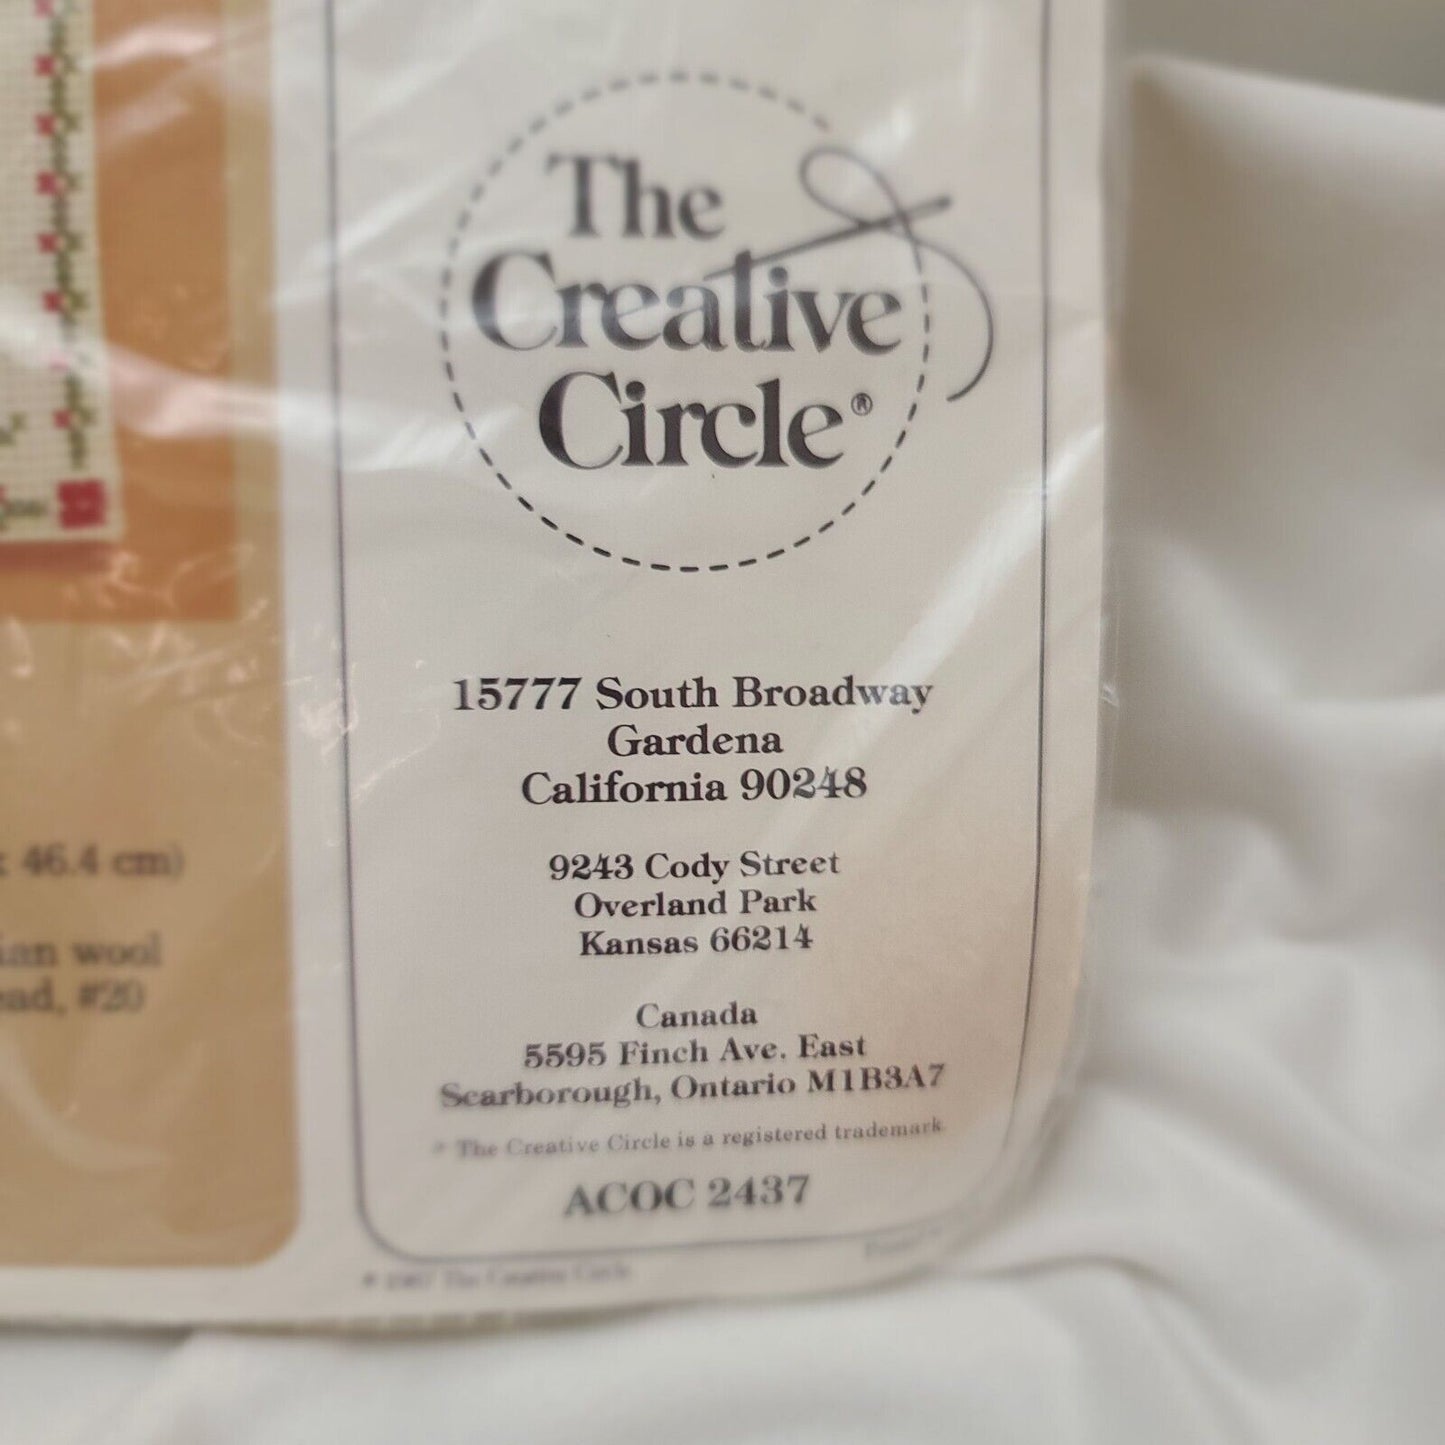 The
Creative
Circle®
15777 South Broadway
Gardena
California 90248
9243 Cody Street
Overland Park
Kansas 66214
Canada
5595 Finch Ave. East
Scarborough, Ontario M1B3A7
® The Creative Circle is a registered trademark.
ACOC 2437
The Creative Circle
46.4 cm)
wool
#20